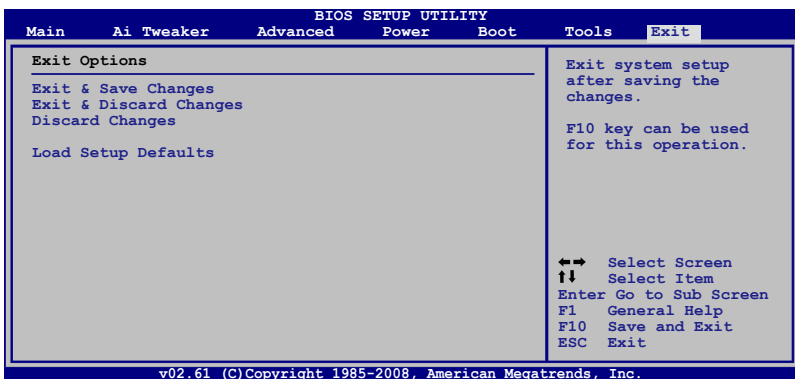 BIOS SETUP UTILITY
Main Ai Tweaker Advanced Power Boot Tools Exit
Exit Options
Exit & Save Changes
Exit & Discard Changes
Discard Changes
Load Setup Defaults
Exit system setup
after saving the
changes.
F10 key can be used
for this operation.
←→ Select Screen
↑↓ Select Item
Enter Go to Sub Screen
F1 General Help
F10 Save and Exit
ESC Exit
v02.61 (C)Copyright 1985-2008, American Megatrends, Inc.